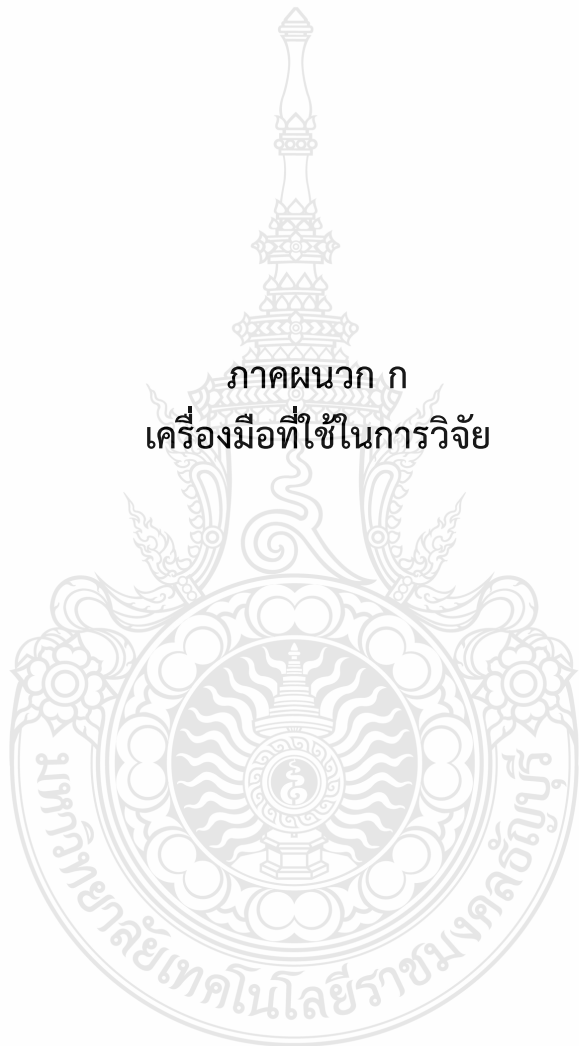 ภาคผนวก ก
เครื่องมือที่ใช้ในการวิจัย
มหาวิทยาลัยเทคโนโลยีราชมงคลธัญบุรี